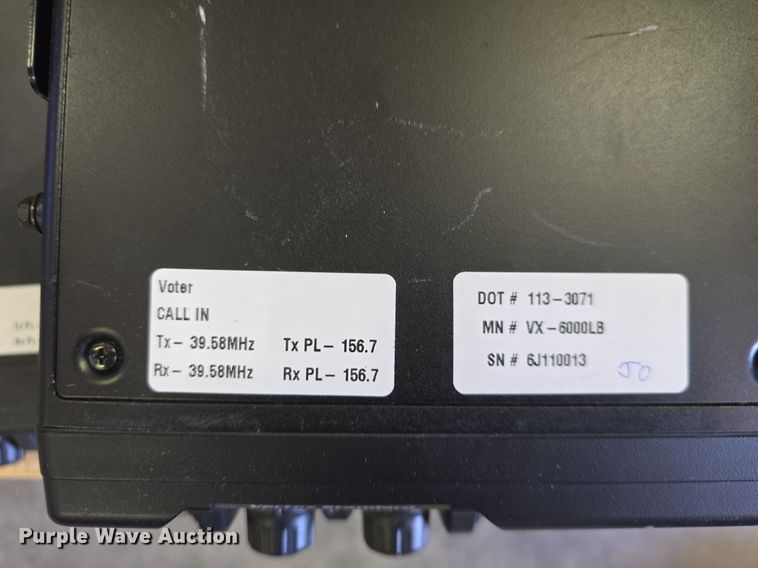 Voter
CALL IN
Tx- 39.58MHz Tx PL- 156.7
Rx- 39.58MHz Rx PL- 156.7
DOT # 113-3071
MN # VX-6000LB
SN # 6J110013
JO
Purple Wave Auction